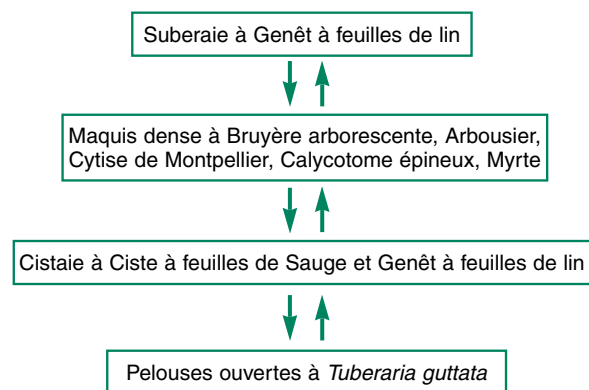 Suberaie à Genêt à feuilles de lin
Maquis dense à Bruyère arborescente, Arbousier,
Cytise de Montpellier, Calycotome épineux, Myrte
Cistaie à Ciste à feuilles de Sauge et Genêt à feuilles de lin
Pelouses ouvertes à Tuberaria guttata